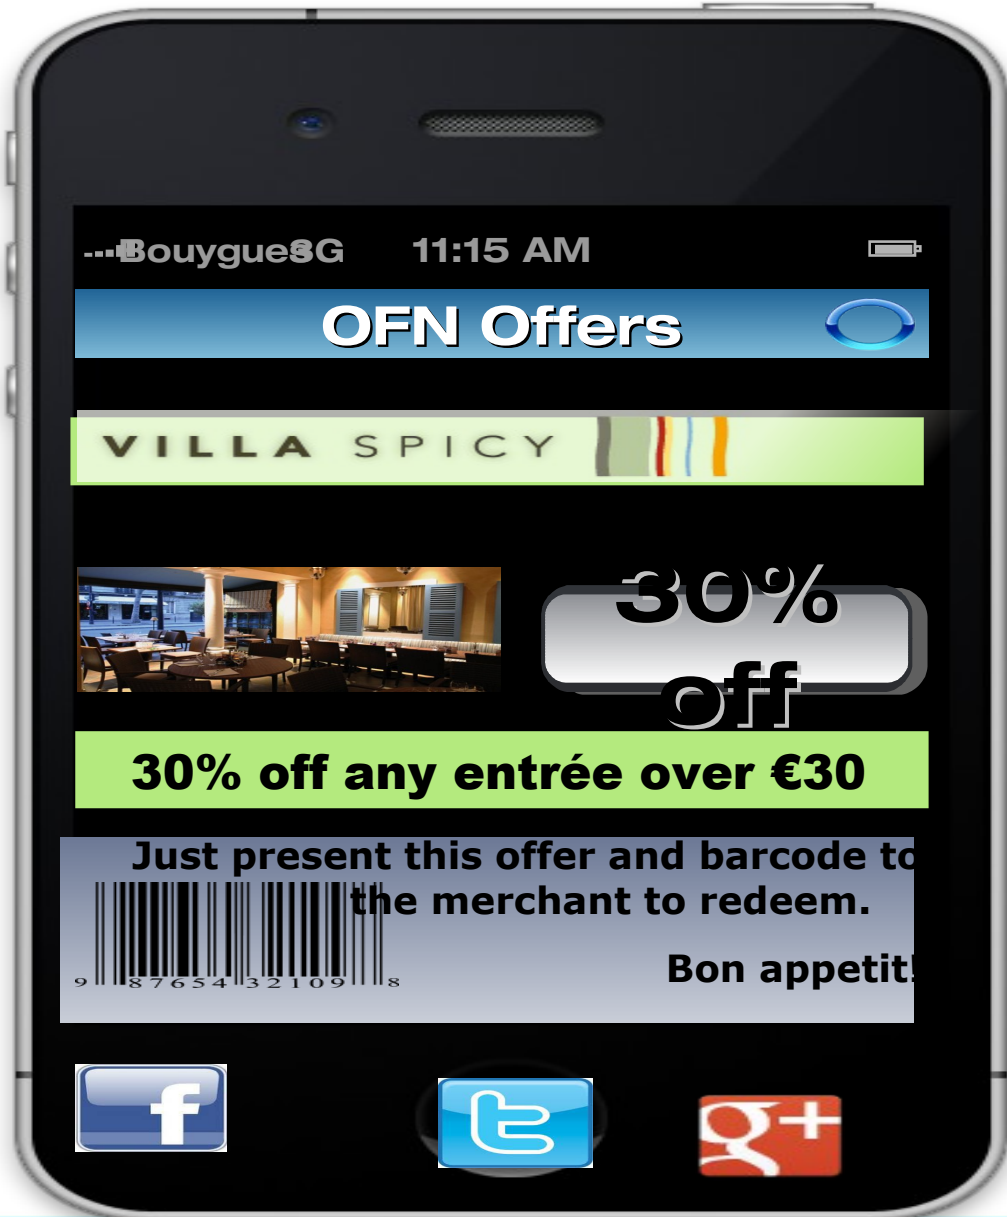 Bouygues 3G 11:15 AM
OFN Offers
VILLA SPICY
30%
off
30% off any entrée over €30
Just present this offer and barcode to
the merchant to redeem.
Bon appetit!
9 87654 32109 8
f
t
g+